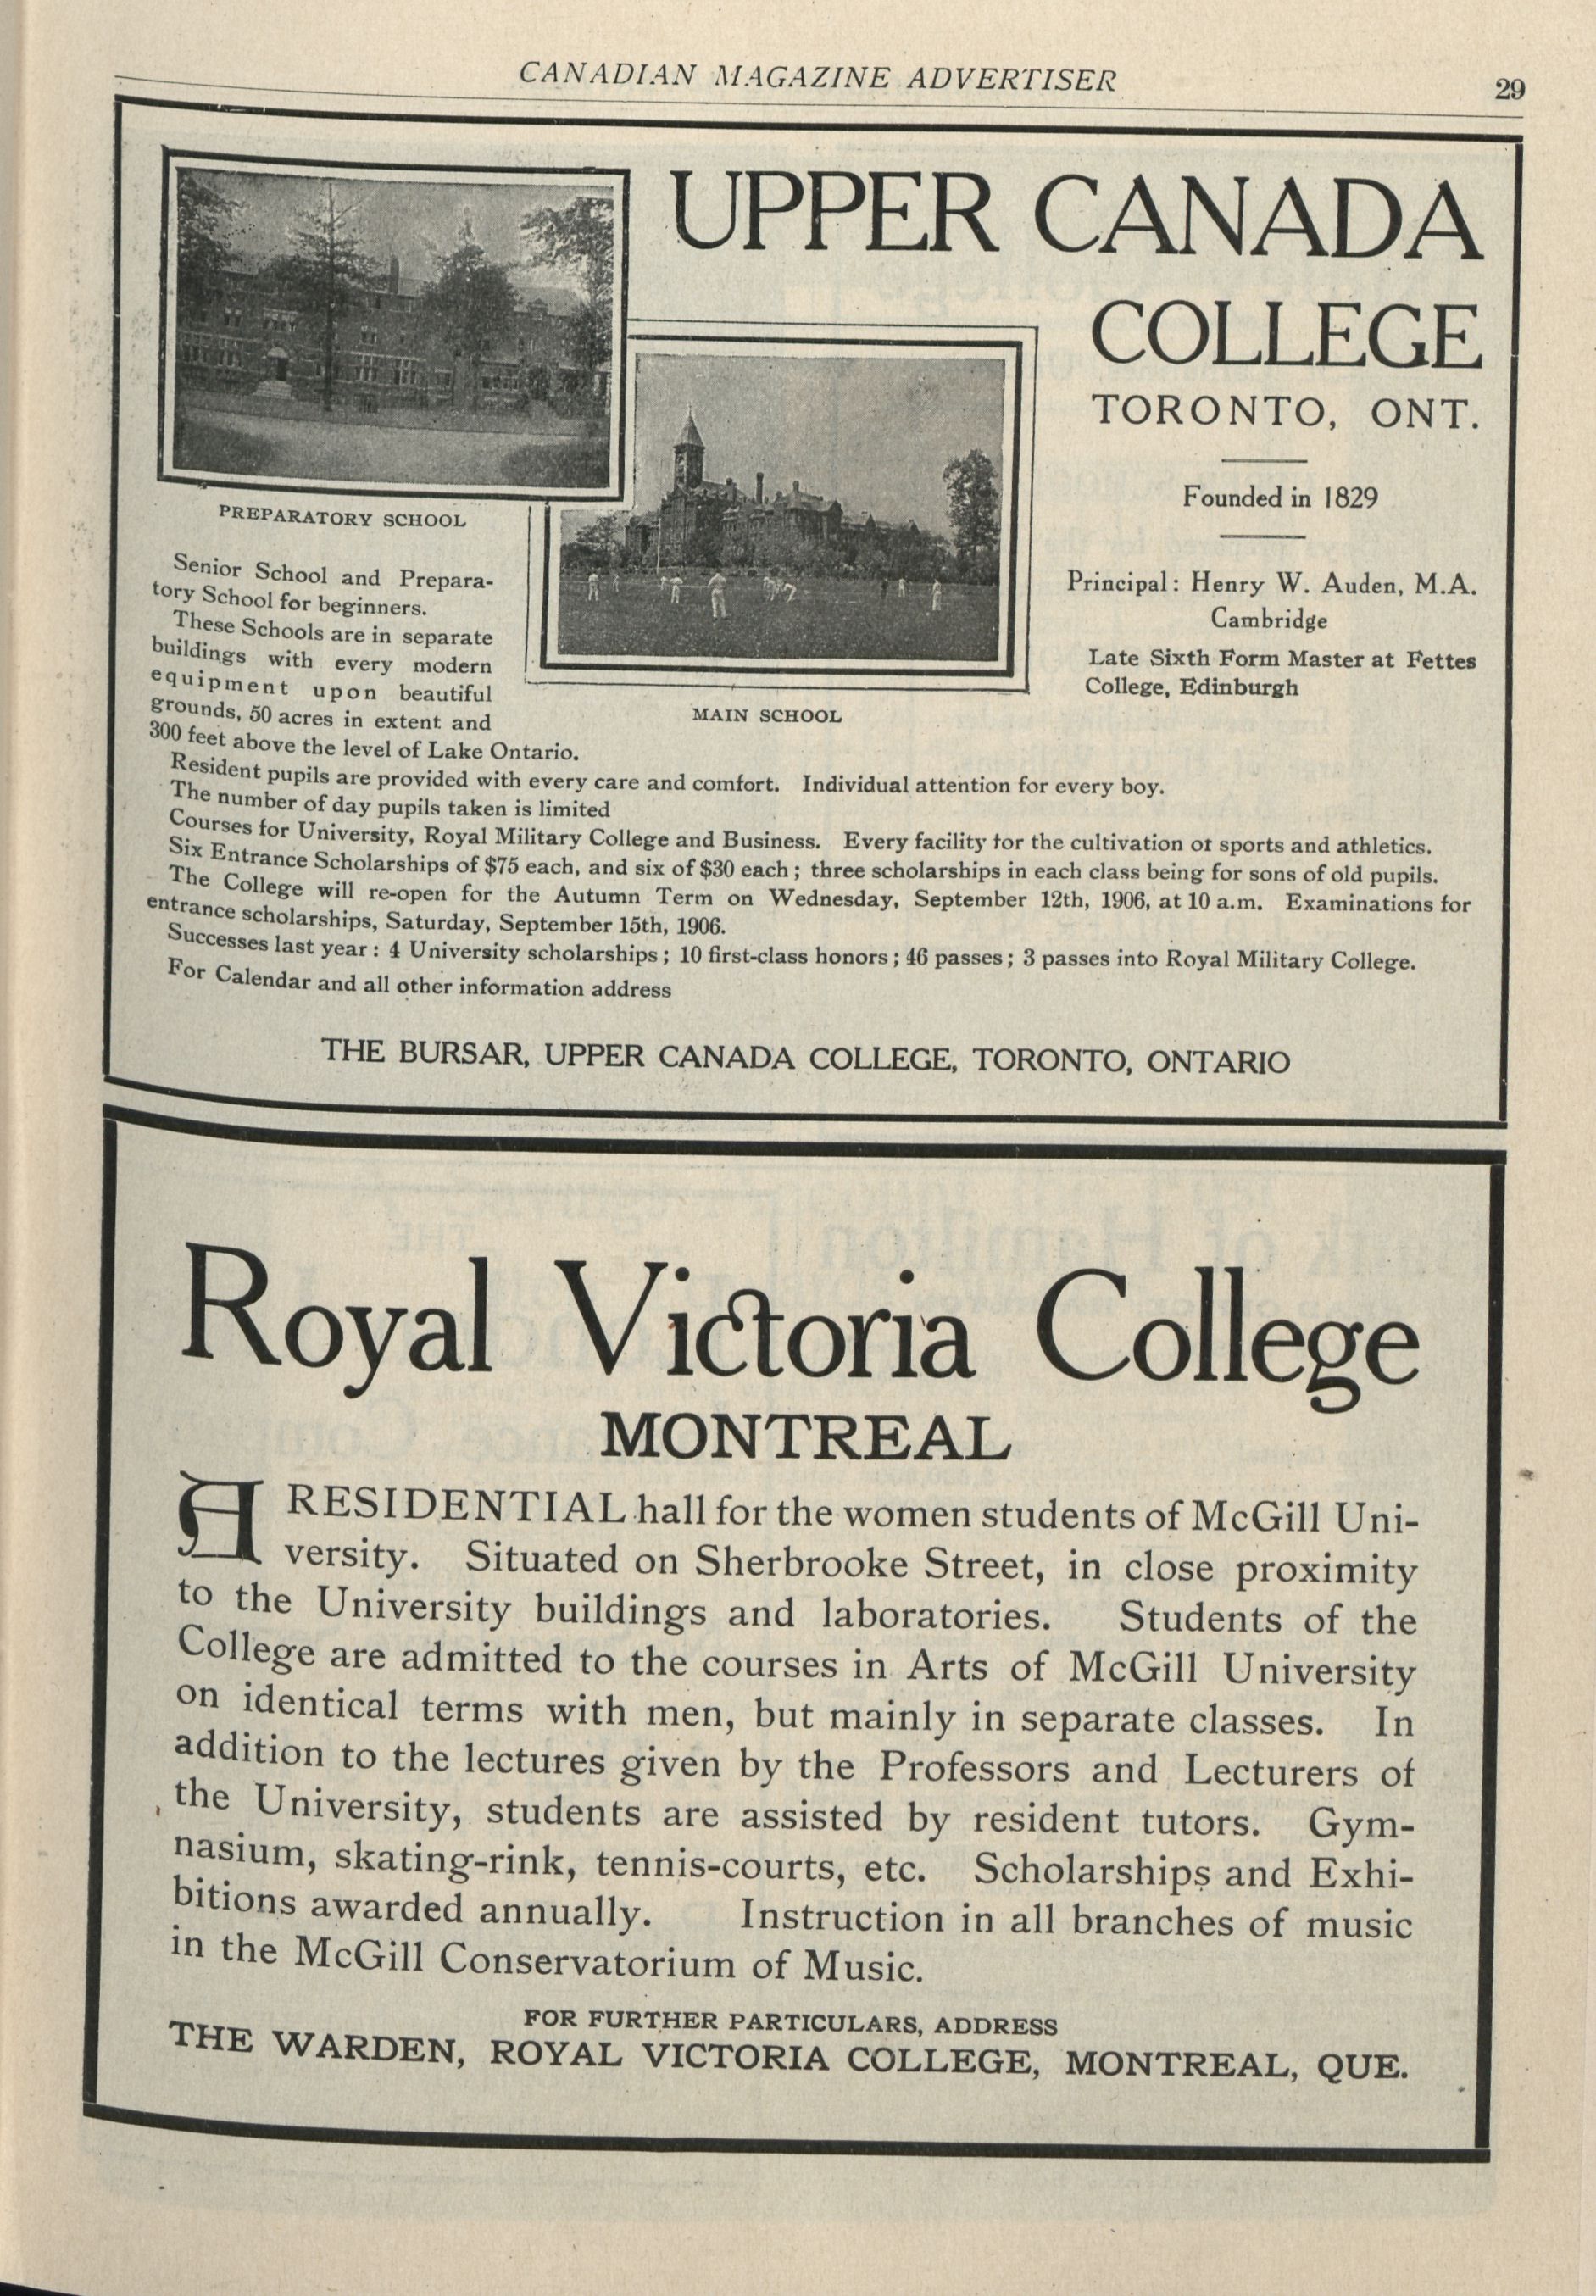 CANADIAN MAGAZINE ADVERTISER
29
UPPER CANADA
COLLEGE
TORONTO, ONT.
Founded in 1829
Principal: Henry W. Auden, M.A.
Cambridge
Late Sixth Form Master at Fettes
College, Edinburgh
PREPARATORY SCHOOL
MAIN SCHOOL
Senior School and Prepara-
tory School for beginners.
These Schools are in separate
buildings with every modern
equipment upon beautiful
grounds, 50 acres in extent and
300 feet above the level of Lake Ontario.
Resident pupils are provided with every care and comfort. Individual attention for every boy.
The number of day pupils taken is limited
Courses for University, Royal Military College and Business. Every facility for the cultivation of sports and athletics.
Six Entrance Scholarships of $75 each, and six of $30 each; three scholarships in each class being for sons of old pupils.
The College will re-open for the Autumn Term on Wednesday, September 12th, 1906, at 10 a.m. Examinations for
entrance scholarships, Saturday, September 15th, 1906.
Successes last year: 4 University scholarships; 10 first-class honors; 46 passes; 3 passes into Royal Military College.
For Calendar and all other information address
THE BURSAR, UPPER CANADA COLLEGE, TORONTO, ONTARIO
Royal Victoria College
MONTREAL
A RESIDENTIAL hall for the women students of McGill Uni-
versity. Situated on Sherbrooke Street, in close proximity
to the University buildings and laboratories. Students of the
College are admitted to the courses in Arts of McGill University
on identical terms with men, but mainly in separate classes. In
addition to the lectures given by the Professors and Lecturers of
the University, students are assisted by resident tutors. Gym-
nasium, skating-rink, tennis-courts, etc. Scholarships and Exhi-
bitions awarded annually. Instruction in all branches of music
in the McGill Conservatorium of Music.
FOR FURTHER PARTICULARS, ADDRESS
THE WARDEN, ROYAL VICTORIA COLLEGE, MONTREAL, QUE.